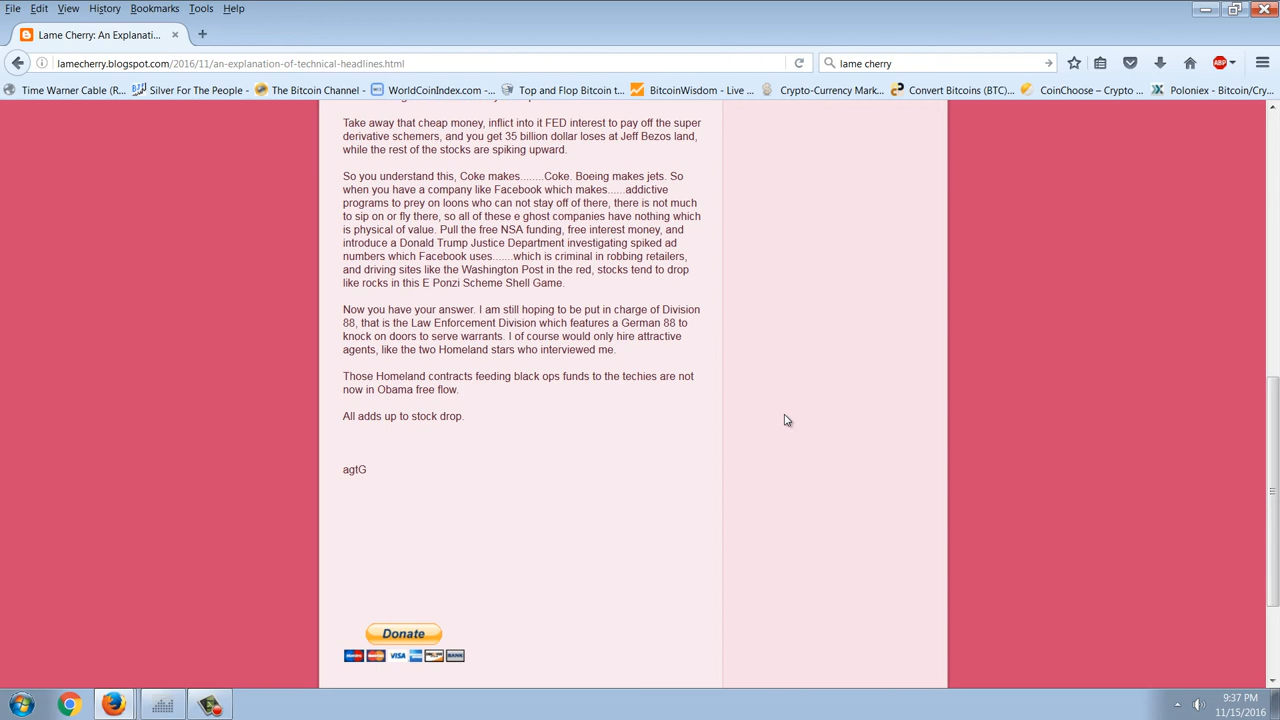 File Edit View History Bookmarks Tools Help
Lame Cherry: An Explanati...
lamecherry.blogspot.com/2016/11/an-explanation-of-technical-headlines.html
lame cherry
ABP
Time Warner Cable (R... Silver For The People - The Bitcoin Channel - WorldCoinIndex.com -... Top and Flop Bitcoin t... BitcoinWisdom - Live ... Crypto-Currency Mark... Convert Bitcoins (BTC)... CoinChoose – Crypto ... Poloniex - Bitcoin/Cry...
Take away that cheap money, inflict into it FED interest to pay off the super
derivative schemers, and you get 35 billion dollar loses at Jeff Bezos land,
while the rest of the stocks are spiking upward.
So you understand this, Coke makes........Coke. Boeing makes jets. So
when you have a company like Facebook which makes......addictive
programs to prey on loons who can not stay off of there, there is not much
to sip on or fly there, so all of these e ghost companies have nothing which
is physical of value. Pull the free NSA funding, free interest money, and
introduce a Donald Trump Justice Department investigating spiked ad
numbers which Facebook uses.......which is criminal in robbing retailers,
and driving sites like the Washington Post in the red, stocks tend to drop
like rocks in this E Ponzi Scheme Shell Game.
Now you have your answer. I am still hoping to be put in charge of Division
88, that is the Law Enforcement Division which features a German 88 to
knock on doors to serve warrants. I of course would only hire attractive
agents, like the two Homeland stars who interviewed me.
Those Homeland contracts feeding black ops funds to the techies are not
now in Obama free flow.
All adds up to stock drop.
agtG
Donate
VISA
BANK
9:37 PM
11/15/2016